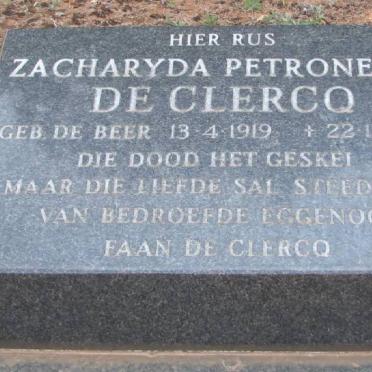 HIER RUS
ZACHARYDA PETRONE
DE CLERCQ
GEB. DE BEER 13-4-1919 + 22-1
DIE DOOD HET GESKEI
MAAR DIE LIEFDE SAL STEED
VAN BEDROEFDE EGGENOO
FAAN DE CLERCQ